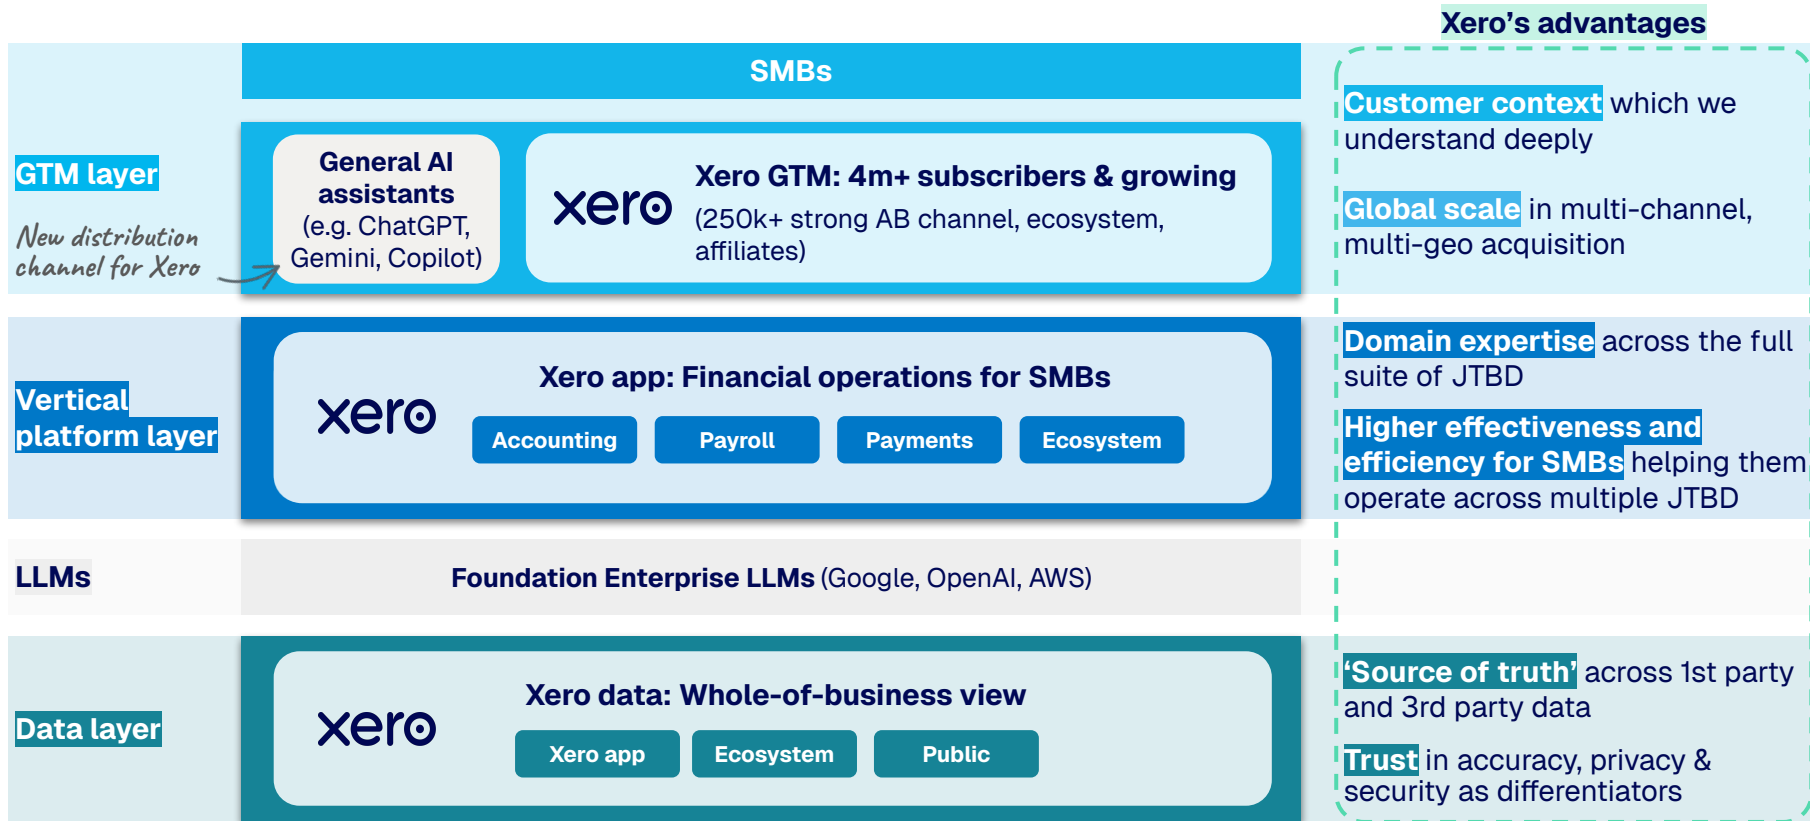 Xero’s advantages
SMBs
GTM layer
New distribution
channel for Xero
General AI
assistants
(e.g. ChatGPT,
Gemini, Copilot)
xero
Xero GTM: 4m+ subscribers & growing
(250k+ strong AB channel, ecosystem,
affiliates)
Customer context which we
understand deeply
Global scale in multi-channel,
multi-geo acquisition
Vertical
platform layer
xero
Xero app: Financial operations for SMBs
Accounting
Payroll
Payments
Ecosystem
Domain expertise across the full
suite of JTBD
Higher effectiveness and
efficiency for SMBs helping them
operate across multiple JTBD
LLMs
Foundation Enterprise LLMs (Google, OpenAI, AWS)
Data layer
xero
Xero data: Whole-of-business view
Xero app
Ecosystem
Public
‘Source of truth’ across 1st party
and 3rd party data
Trust in accuracy, privacy &
security as differentiators